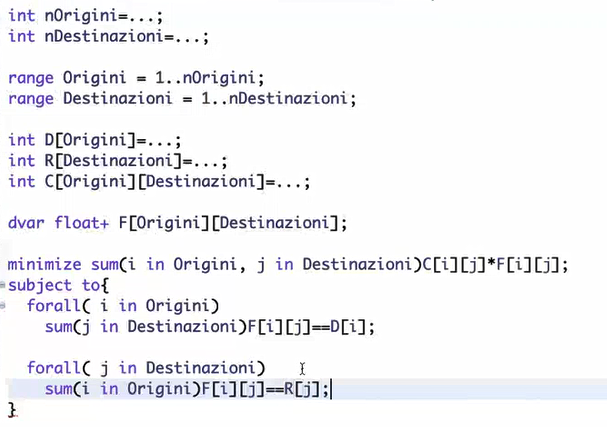 int nOrigini=...;
int nDestinazioni=...;
range Origini = 1..nOrigini;
range Destinazioni = 1..nDestinazioni;
int D[Origini]=...;
int R[Destinazioni]=...;
int C[Origini][Destinazioni]=...;
dvar float+ F[Origini][Destinazioni];
minimize sum(i in Origini, j in Destinazioni)C[i][j]*F[i][j];
subject to{
forall( i in Origini)
sum(j in Destinazioni)F[i][j]==D[i];
forall( j in Destinazioni)
sum(i in Origini)F[i][j]==R[j];
}